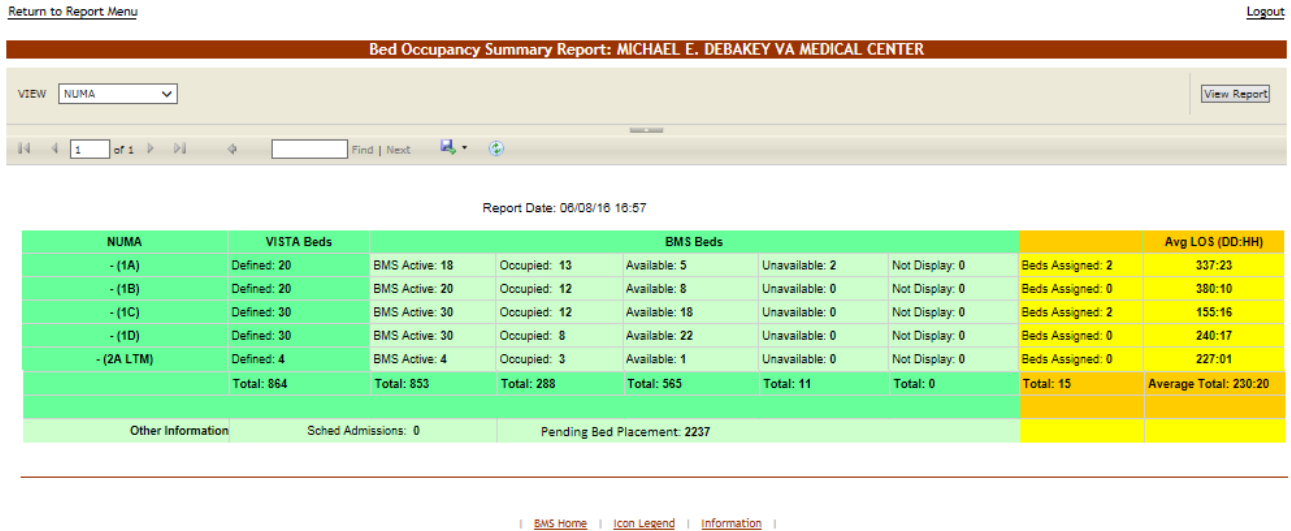 Return to Report Menu Logout
Bed Occupancy Summary Report: MICHAEL E. DEBAKEY VA MEDICAL CENTER
VIEW NUMA View Report
1 of 1 Find | Next
Report Date: 06/08/16 16:57
NUMA VISTA Beds BMS Beds Avg LOS (DD:HH)
- (1A) Defined: 20 BMS Active: 18 Occupied: 13 Available: 5 Unavailable: 2 Not Display: 0 Beds Assigned: 2 337:23
- (1B) Defined: 20 BMS Active: 20 Occupied: 12 Available: 8 Unavailable: 0 Not Display: 0 Beds Assigned: 0 380:10
- (1C) Defined: 30 BMS Active: 30 Occupied: 12 Available: 18 Unavailable: 0 Not Display: 0 Beds Assigned: 2 155:16
- (1D) Defined: 30 BMS Active: 30 Occupied: 8 Available: 22 Unavailable: 0 Not Display: 0 Beds Assigned: 0 240:17
- (2A LTM) Defined: 4 BMS Active: 4 Occupied: 3 Available: 1 Unavailable: 0 Not Display: 0 Beds Assigned: 0 227:01
Total: 864 Total: 853 Total: 288 Total: 565 Total: 11 Total: 0 Total: 15 Average Total: 230:20
Other Information Sched Admissions: 0 Pending Bed Placement: 2237
| BMS Home | Icon Legend | Information |